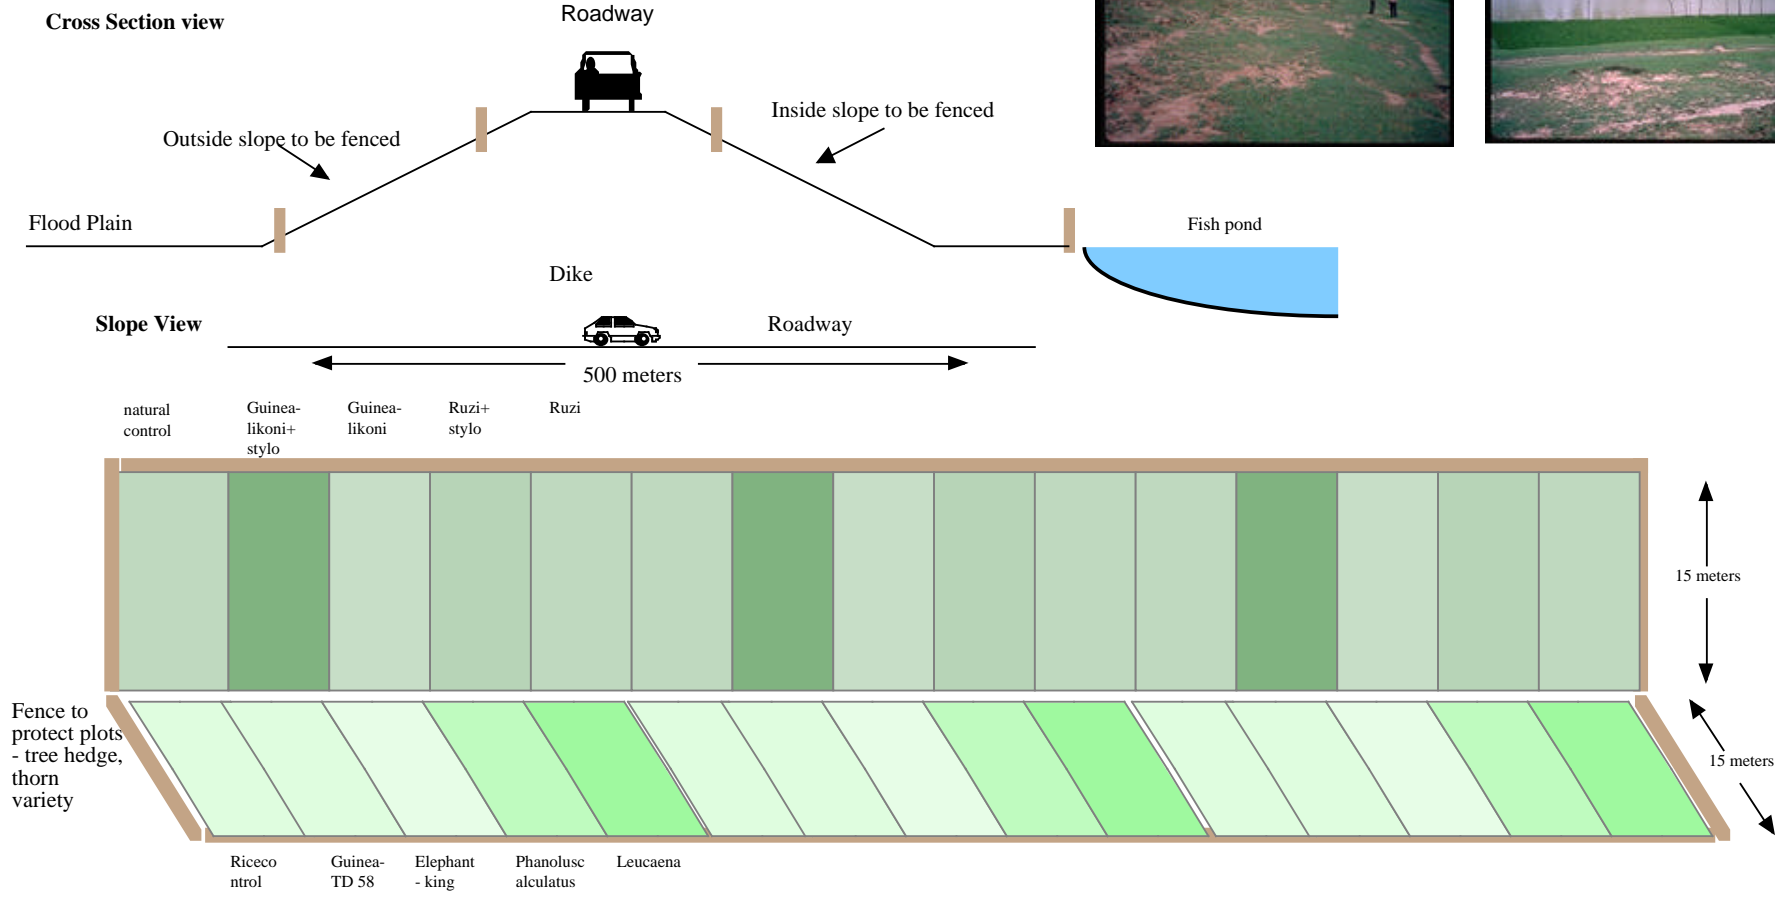 Cross Section view
Roadway
Outside slope to be fenced
Inside slope to be fenced
Flood Plain
Fish pond
Dike
Slope View
Roadway
500 meters
natural
control
Guinea-
likoni+
stylo
Guinea-
likoni
Ruzi+
stylo
Ruzi
15 meters
Fence to
protect plots
- tree hedge,
thorn
variety
15 meters
Riceco
ntrol
Guinea-
TD 58
Elephant
- king
Phanolusc
alculatus
Leucaena